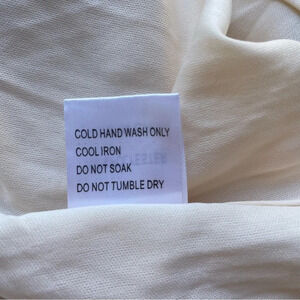 COLD HAND WASH ONLY
COOL IRON
DO NOT SOAK
DO NOT TUMBLE DRY